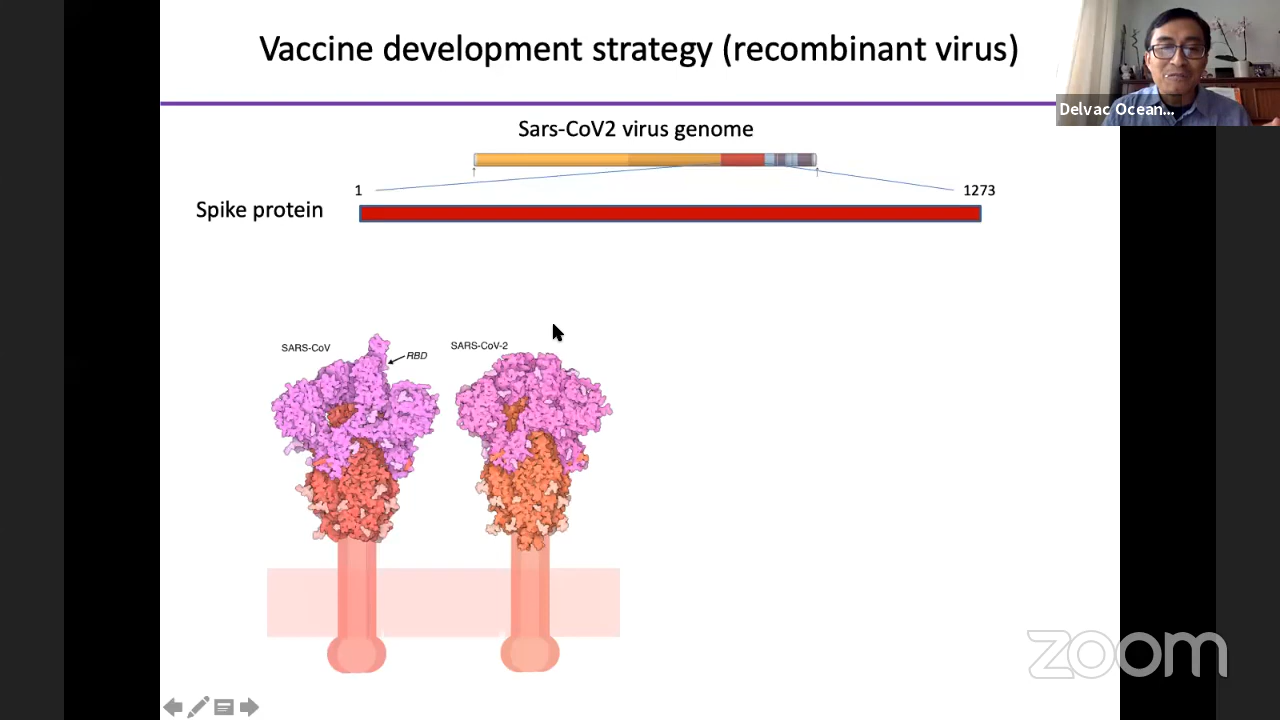 Vaccine development strategy (recombinant virus)
Delvac Ocean...
Sars-CoV2 virus genome
1
1273
Spike protein
SARS-CoV
RBD
SARS-CoV-2
zoom